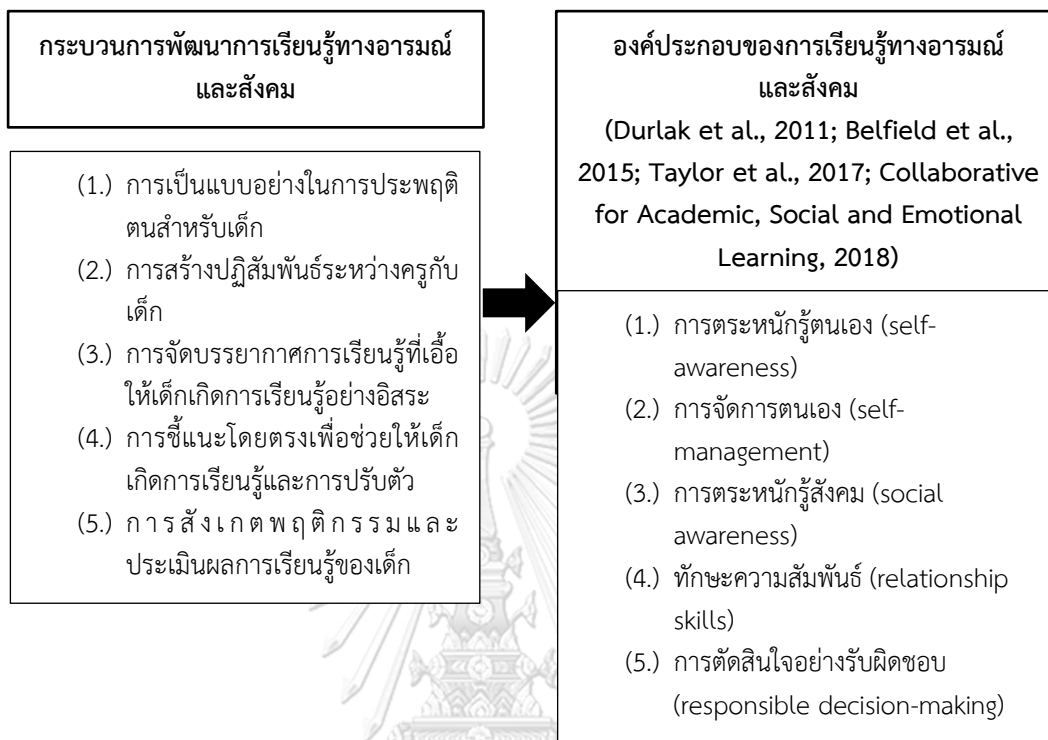 กระบวนการพัฒนาการเรียนรู้ทางอารมณ์
และสังคม
(1.) การเป็นแบบอย่างในการประพฤติ
ตนสำหรับเด็ก
(2.) การสร้างปฏิสัมพันธ์ระหว่างครูกับ
เด็ก
(3.) การจัดบรรยากาศการเรียนรู้ที่เอื้อ
ให้เด็กเกิดการเรียนรู้อย่างอิสระ
(4.) การชี้แนะโดยตรงเพื่อช่วยให้เด็ก
เกิดการเรียนรู้และการปรับตัว
(5.) การสังเกตพฤติกรรมและ
ประเมินผลการเรียนรู้ของเด็ก
องค์ประกอบของการเรียนรู้ทางอารมณ์
และสังคม
(Durlak et al., 2011; Belfield et al.,
2015; Taylor et al., 2017; Collaborative
for Academic, Social and Emotional
Learning, 2018)
(1.) การตระหนักรู้ตนเอง (self-
awareness)
(2.) การจัดการตนเอง (self-
management)
(3.) การตระหนักรู้สังคม (social
awareness)
(4.) ทักษะความสัมพันธ์ (relationship
skills)
(5.) การตัดสินใจอย่างรับผิดชอบ
(responsible decision-making)